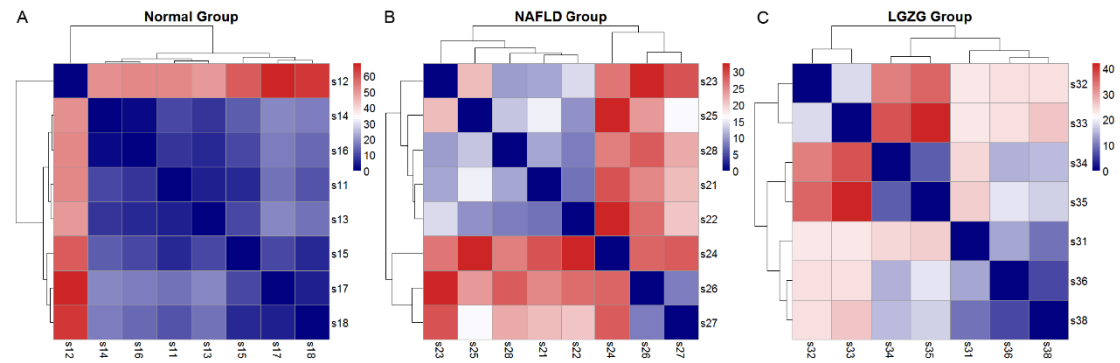 A
Normal Group
s12
s14
s16
s11
s13
s15
s17
s18
60
50
40
30
20
10
0
s12
s14
s16
s11
s13
s15
s17
s18
B
NAFLD Group
s23
s25
s28
s21
s22
s24
s26
s27
30
25
20
15
10
5
0
s23
s25
s28
s21
s22
s24
s26
s27
C
LGZG Group
s32
s33
s34
s35
s31
s36
s38
40
30
20
10
0
s32
s33
s34
s35
s31
s36
s38